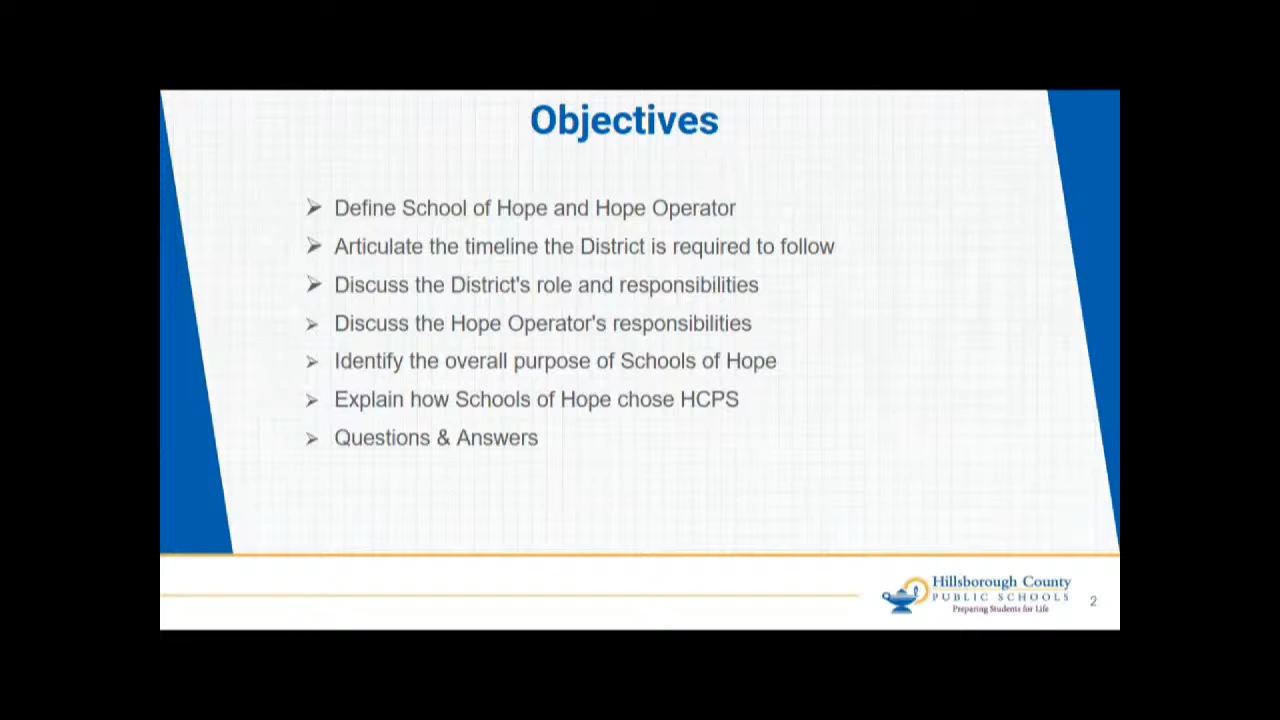 Objectives
➢ Define School of Hope and Hope Operator
➢ Articulate the timeline the District is required to follow
➢ Discuss the District's role and responsibilities
➢ Discuss the Hope Operator's responsibilities
➢ Identify the overall purpose of Schools of Hope
➢ Explain how Schools of Hope chose HCPS
➢ Questions & Answers
Hillsborough County
PUBLIC SCHOOLS
Preparing Students for Life
2